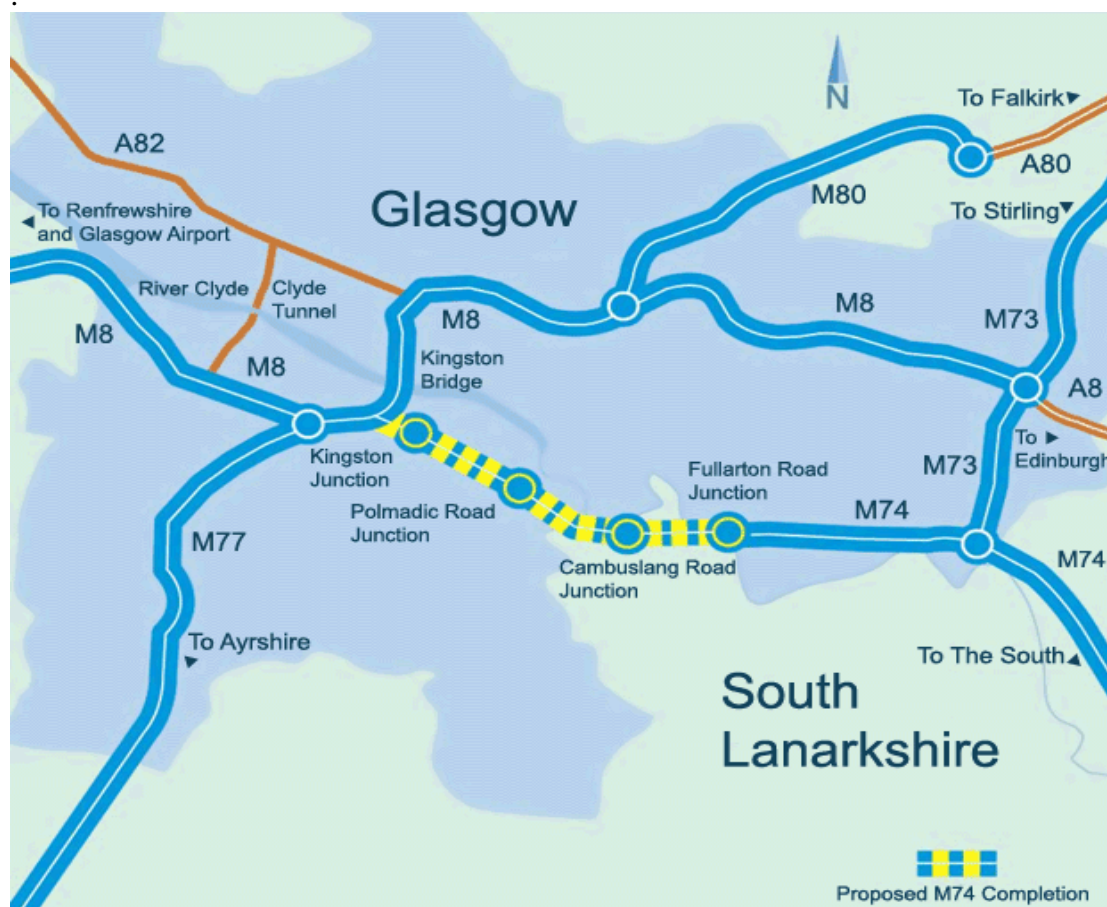 N
To Falkirk
A82
A80
M80
To Stirling
Glasgow
To Renfrewshire
and Glasgow Airport
River Clyde
Clyde
Tunnel
M8
M8
M73
M8
M8
Kingston
Bridge
A8
To
Edinburgh
Kingston
Junction
Fullarton Road
Junction
M73
Polmadic Road
Junction
M74
M77
Cambuslang Road
Junction
M74
To Ayrshire
To The South
South
Lanarkshire
Proposed M74 Completion